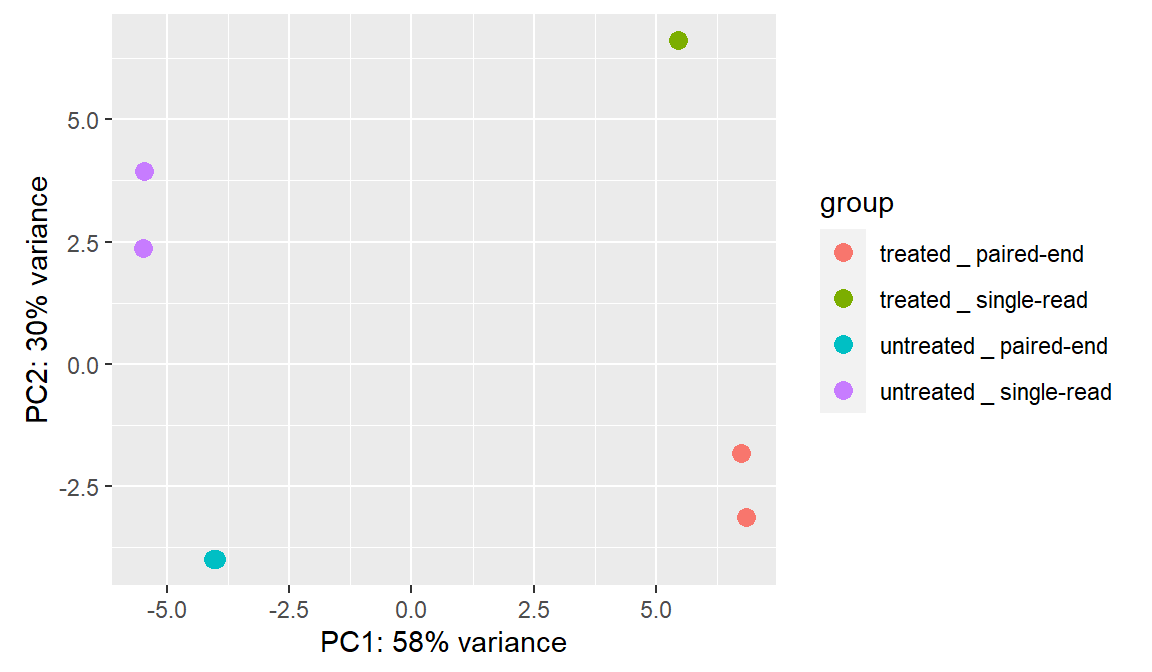 PC2: 30% variance
5.0
2.5
0.0
-2.5
-5.0
-2.5
0.0
2.5
5.0
PC1: 58% variance
group
treated _ paired-end
treated _ single-read
untreated _ paired-end
untreated _ single-read